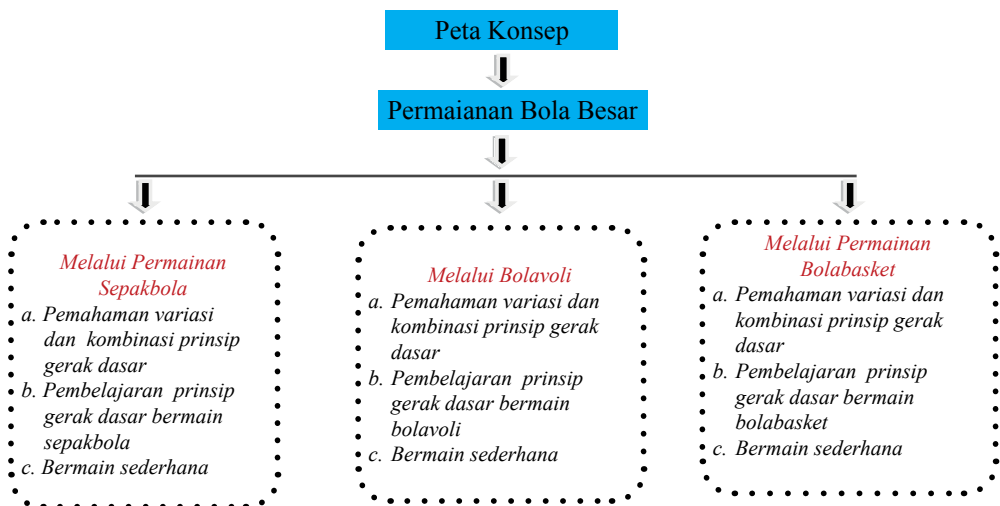 Peta Konsep
Permaianan Bola Besar
Melalui Permainan
Sepakbola
a. Pemahaman variasi
dan kombinasi prinsip
gerak dasar
b. Pembelajaran prinsip
gerak dasar bermain
sepakbola
c. Bermain sederhana
Melalui Bolavoli
a. Pemahaman variasi dan
kombinasi prinsip gerak
dasar
b. Pembelajaran prinsip
gerak dasar bermain
bolavoli
c. Bermain sederhana
Melalui Permainan
Bolabasket
a. Pemahaman variasi dan
kombinasi prinsip gerak
dasar
b. Pembelajaran prinsip
gerak dasar bermain
bolabasket
c. Bermain sederhana